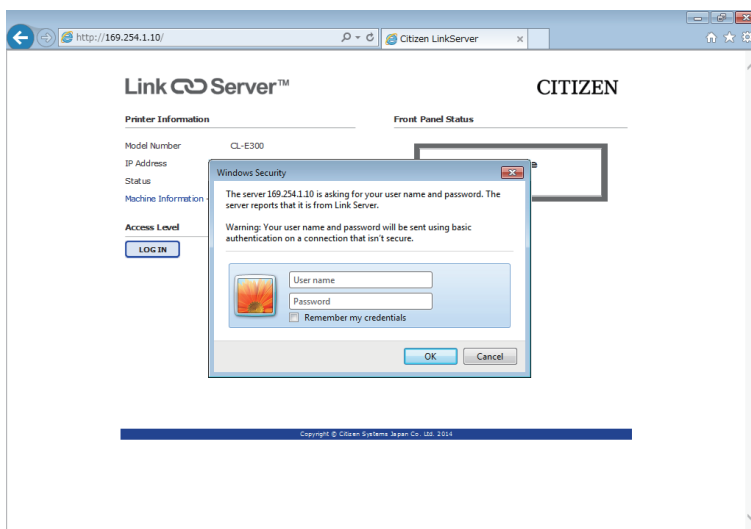 http://169.254.1.10/
Citizen LinkServer
Link Server™
CITIZEN
Printer Information
Front Panel Status
Model Number CL-E300
IP Address
Status
Machine Information
Access Level
LOG IN
Windows Security
The server 169.254.1.10 is asking for your user name and password. The
server reports that it is from Link Server.
Warning: Your user name and password will be sent using basic
authentication on a connection that isn't secure.
User name
Password
Remember my credentials
OK Cancel
Copyright © Citizen Systems Japan Co. Ltd. 2014